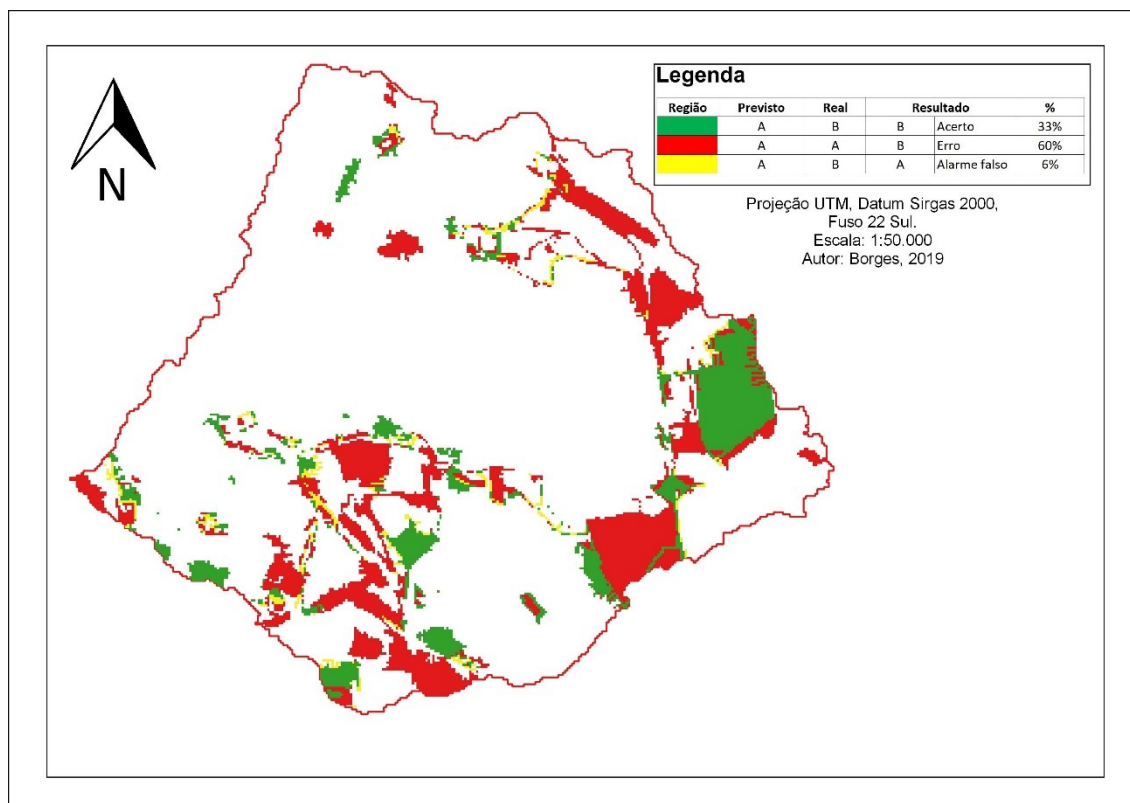 Legenda
Região Previsto Real Resultado %
A B B Acerto 33%
A A B Erro 60%
A B A Alarme falso 6%
Projeção UTM, Datum Sirgas 2000,
Fuso 22 Sul.
Escala: 1:50.000
Autor: Borges, 2019
N